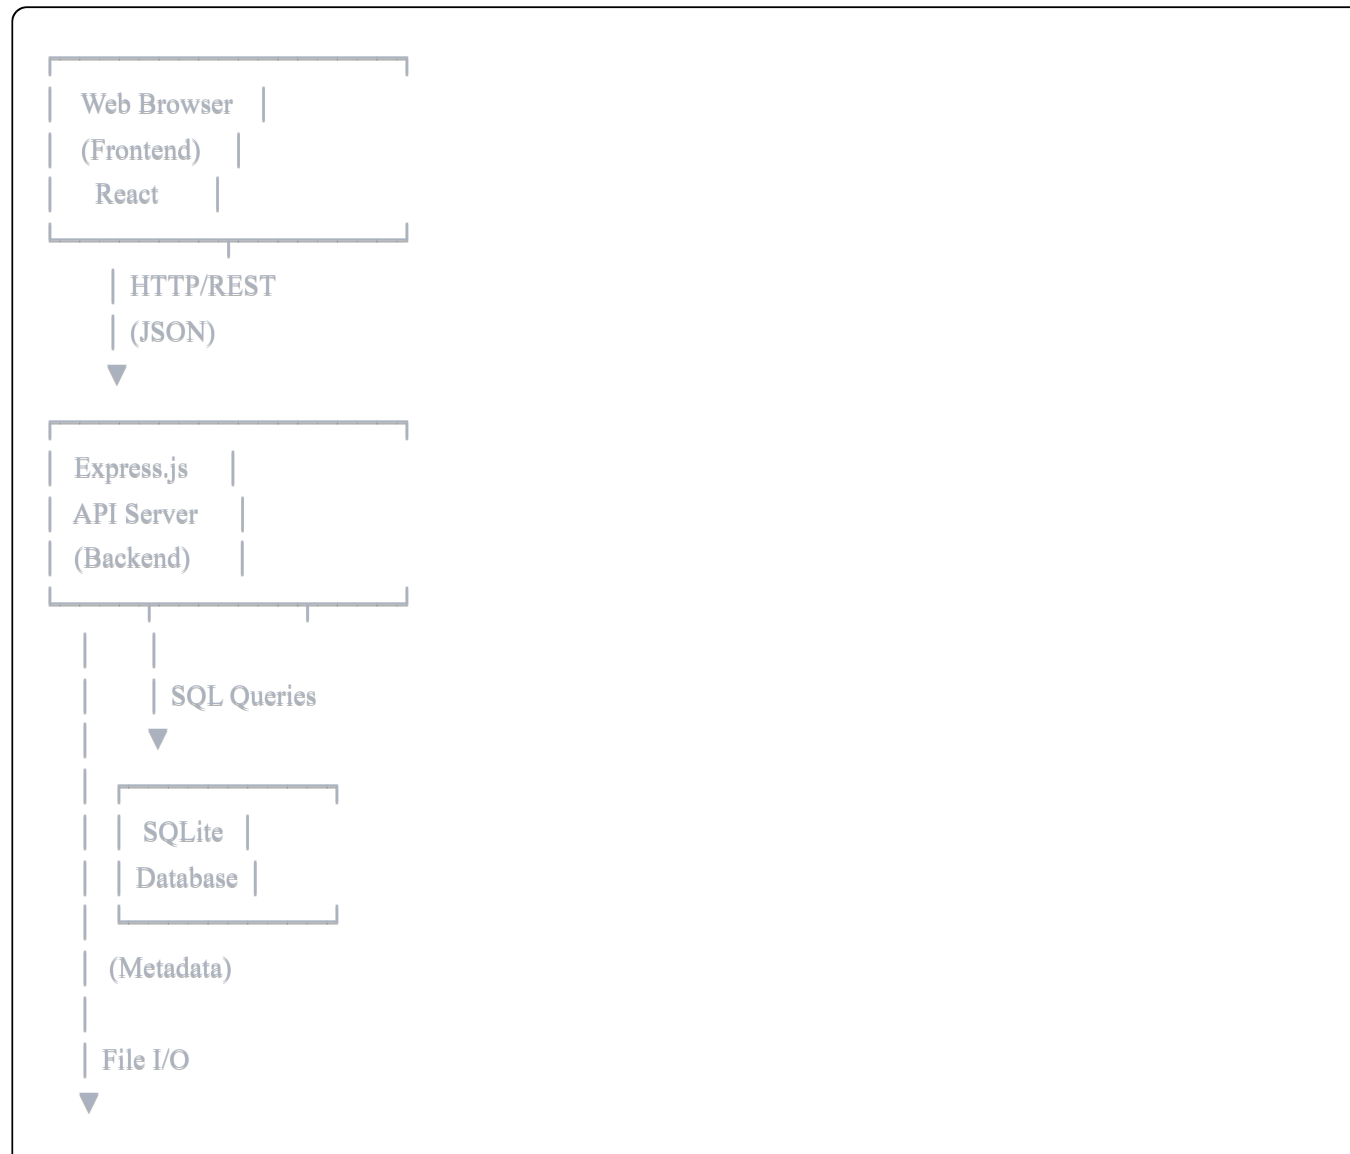 Web Browser
(Frontend)
React
HTTP/REST
(JSON)
Express.js
API Server
(Backend)
SQL Queries
SQLite
Database
(Metadata)
File I/O